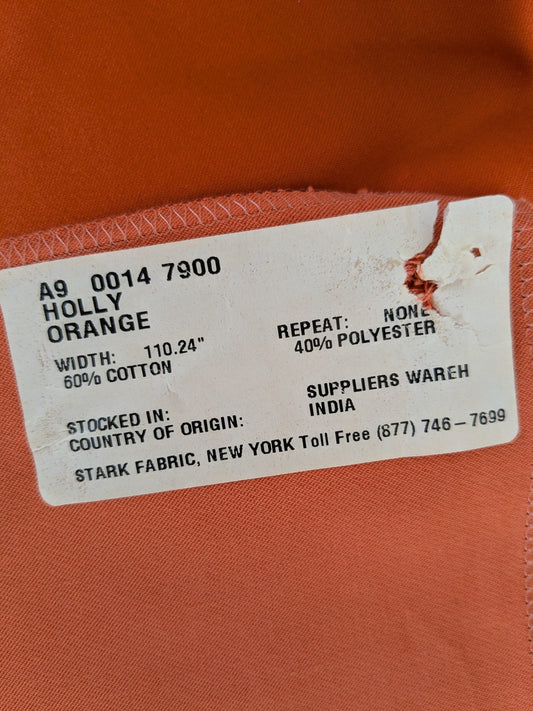 A9 0014 7900
HOLLY
ORANGE
WIDTH: 110.24" REPEAT: NONE
60% COTTON 40% POLYESTER
STOCKED IN: SUPPLIERS WAREH
COUNTRY OF ORIGIN: INDIA
STARK FABRIC, NEW YORK Toll Free (877) 746-7699